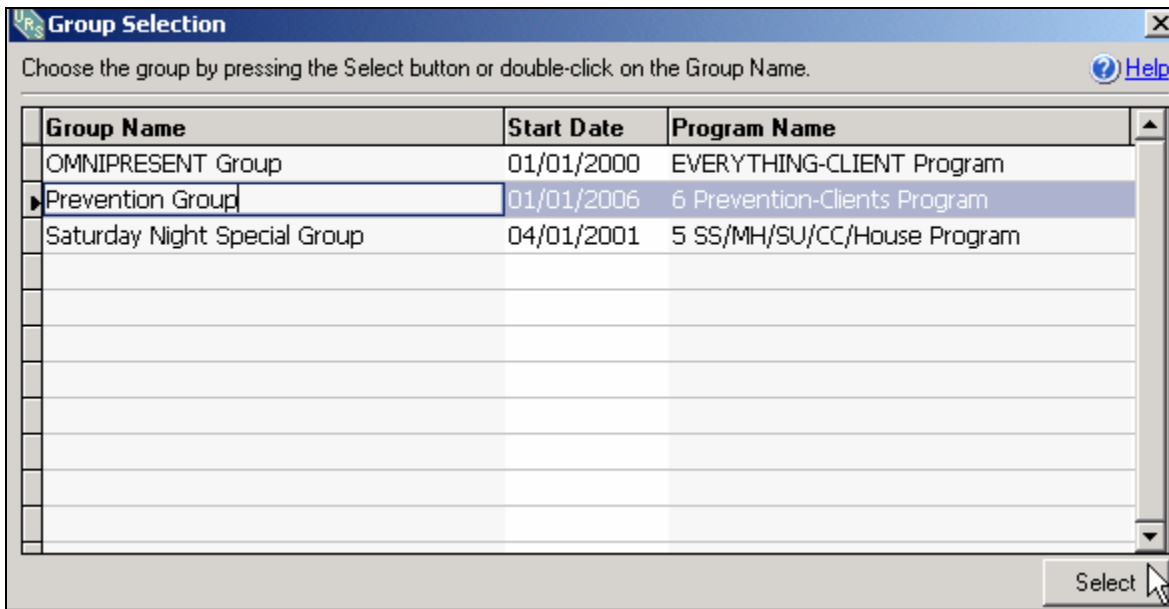 URS Group Selection
Choose the group by pressing the Select button or double-click on the Group Name. Help
Group Name Start Date Program Name
OMNIPRESENT Group 01/01/2000 EVERYTHING-CLIENT Program
Prevention Group 01/01/2006 6 Prevention-Clients Program
Saturday Night Special Group 04/01/2001 5 SS/MH/SU/CC/House Program
Select